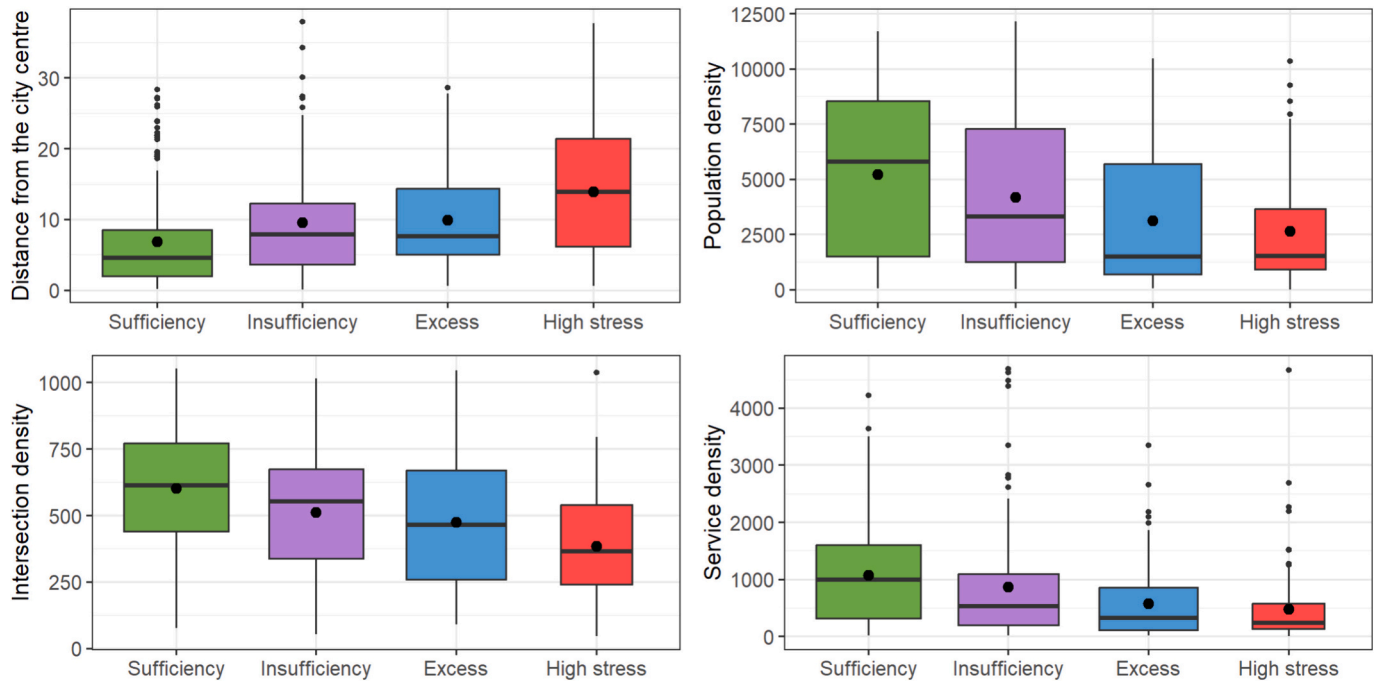 Distance from the city centre
30
20
10
0
Sufficiency Insufficiency Excess High stress
Population density
12500
10000
7500
5000
2500
0
Sufficiency Insufficiency Excess High stress
Intersection density
1000
750
500
250
0
Sufficiency Insufficiency Excess High stress
Service density
4000
3000
2000
1000
0
Sufficiency Insufficiency Excess High stress